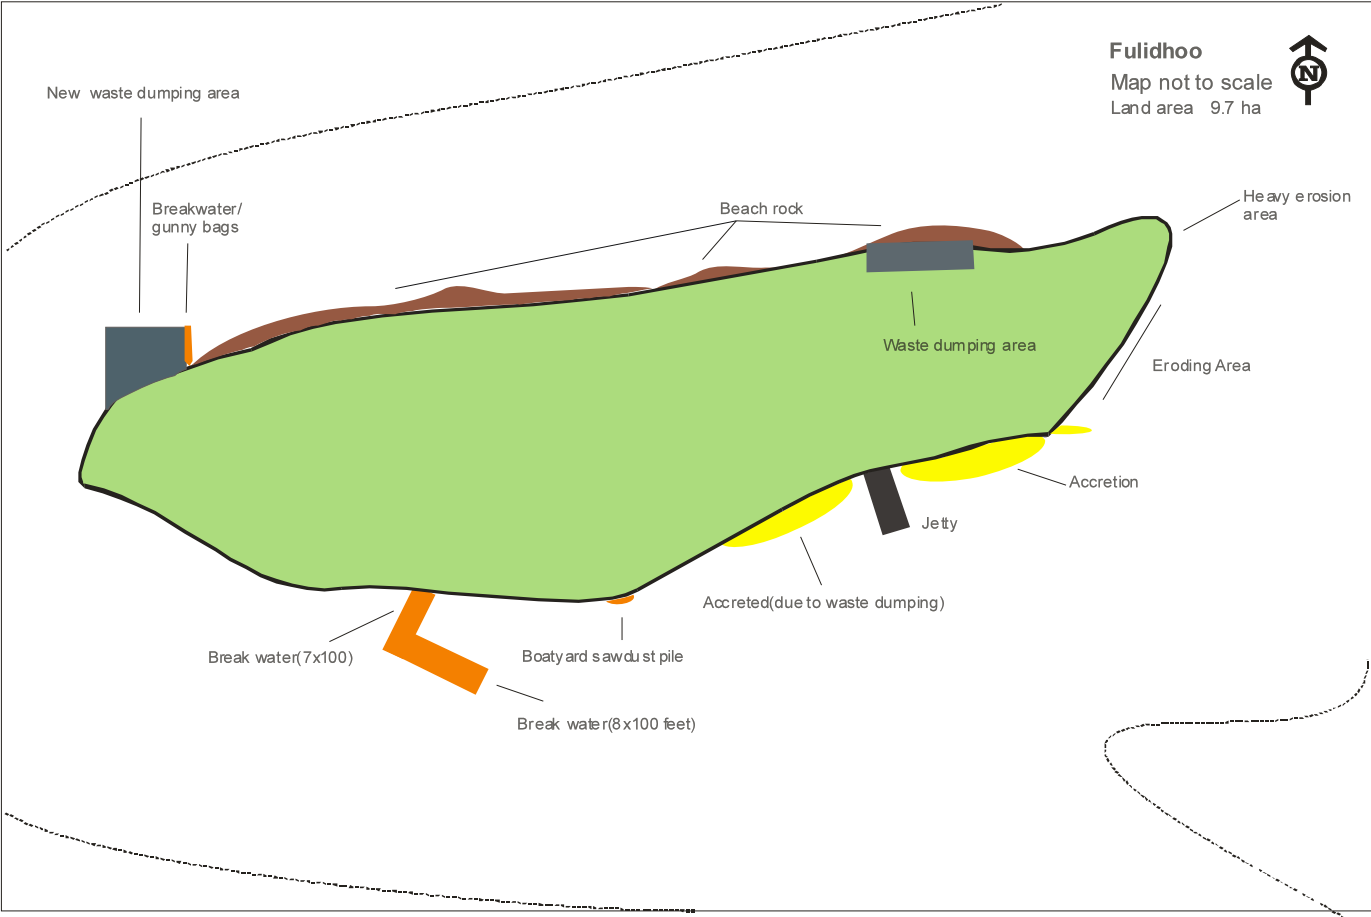 Fulidhoo
Map not to scale
Land area 9.7 ha
N
New waste dumping area
Breakwater/
gunny bags
Beach rock
Heavy erosion
area
Waste dumping area
Eroding Area
Accretion
Jetty
Accreted(due to waste dumping)
Break water(7x100)
Boatyard sawdust pile
Break water(8x100 feet)